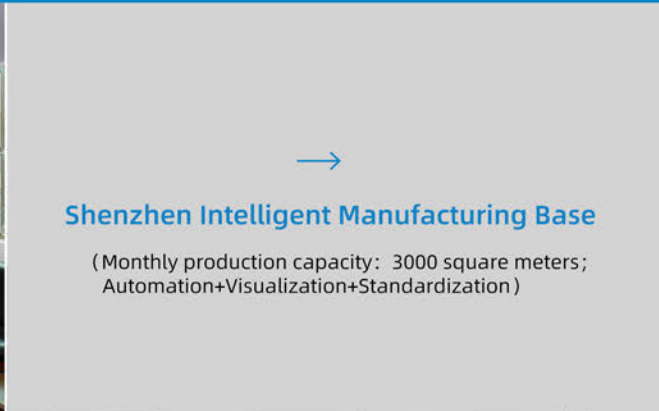 Shenzhen Intelligent Manufacturing Base
(Monthly production capacity: 3000 square meters;
Automation+Visualization+Standardization)